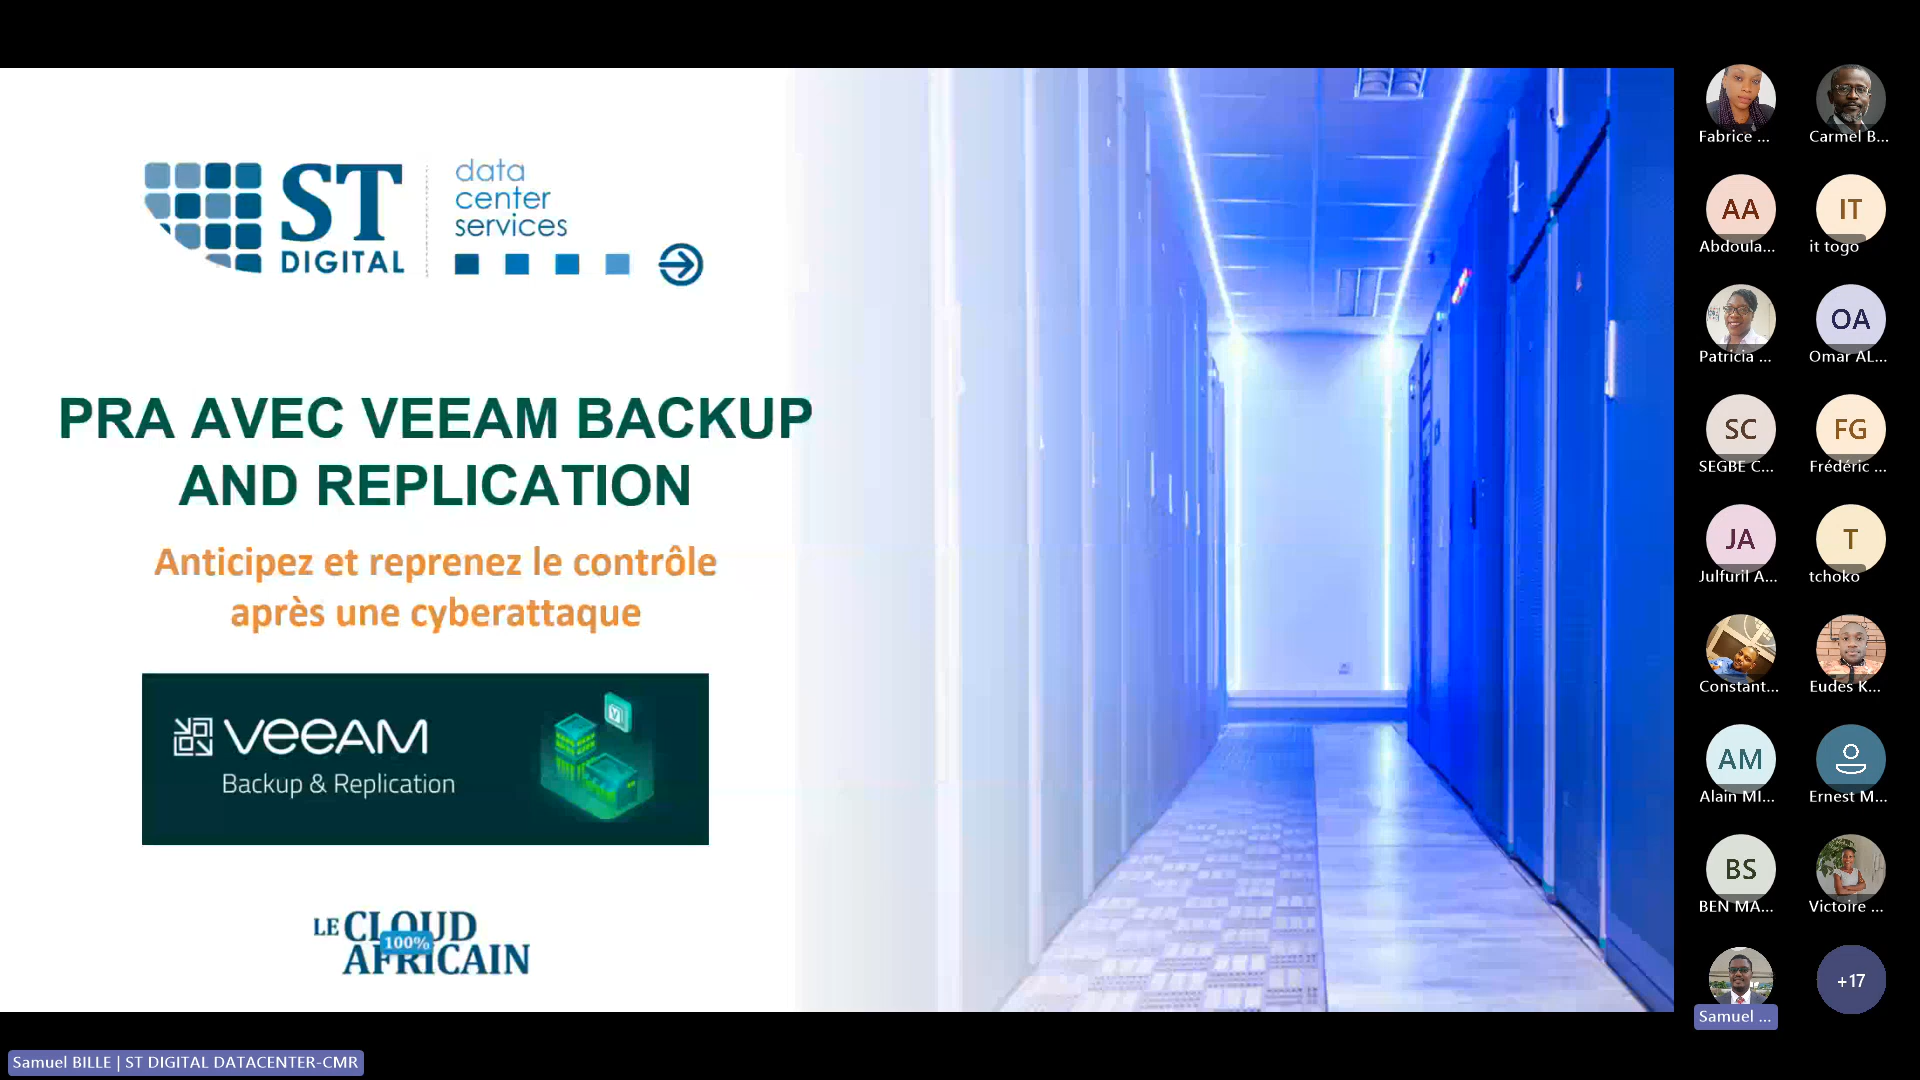 ST
DIGITAL
data
center
services
PRA AVEC VEEAM BACKUP
AND REPLICATION
Anticipez et reprenez le contrôle
après une cyberattaque
veeAM
Backup & Replication
LE CLOUD
100%
AFRICAIN
Fabrice ...
Carmel B...
AA
Abdoula...
IT
it togo
Patricia ...
OA
Omar AL...
SC
SEGBE C...
FG
Frédéric ...
JA
Julfuril A...
T
tchoko
Constant...
Eudes K...
AM
Alain MI...
Ernest M...
BS
BEN MA...
Victoire ...
Samuel ...
+17
Samuel BILLE | ST DIGITAL DATACENTER-CMR